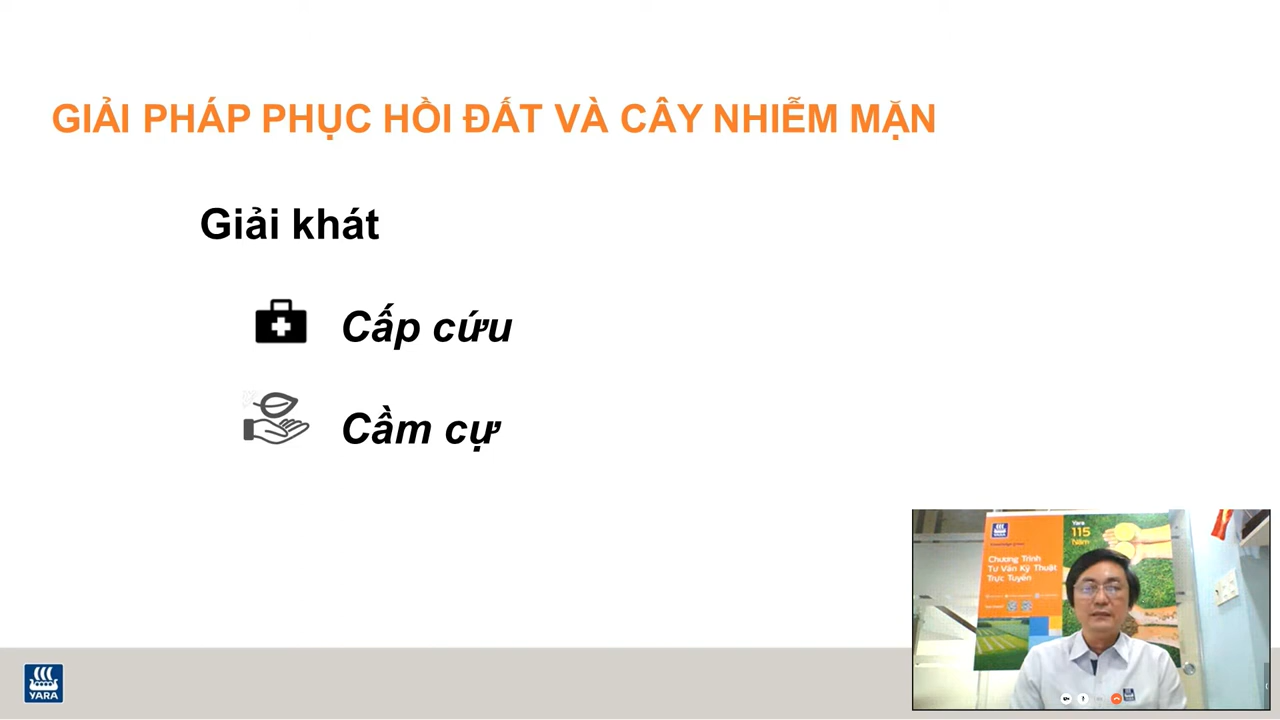 GIẢI PHÁP PHỤC HỒI ĐẤT VÀ CÂY NHIỄM MẶN
Giải khát
Cấp cứu
Cầm cự
YARA
Yara
115
Năm
Chương Trình
Tư Vấn Kỹ Thuật
Trực Tuyến